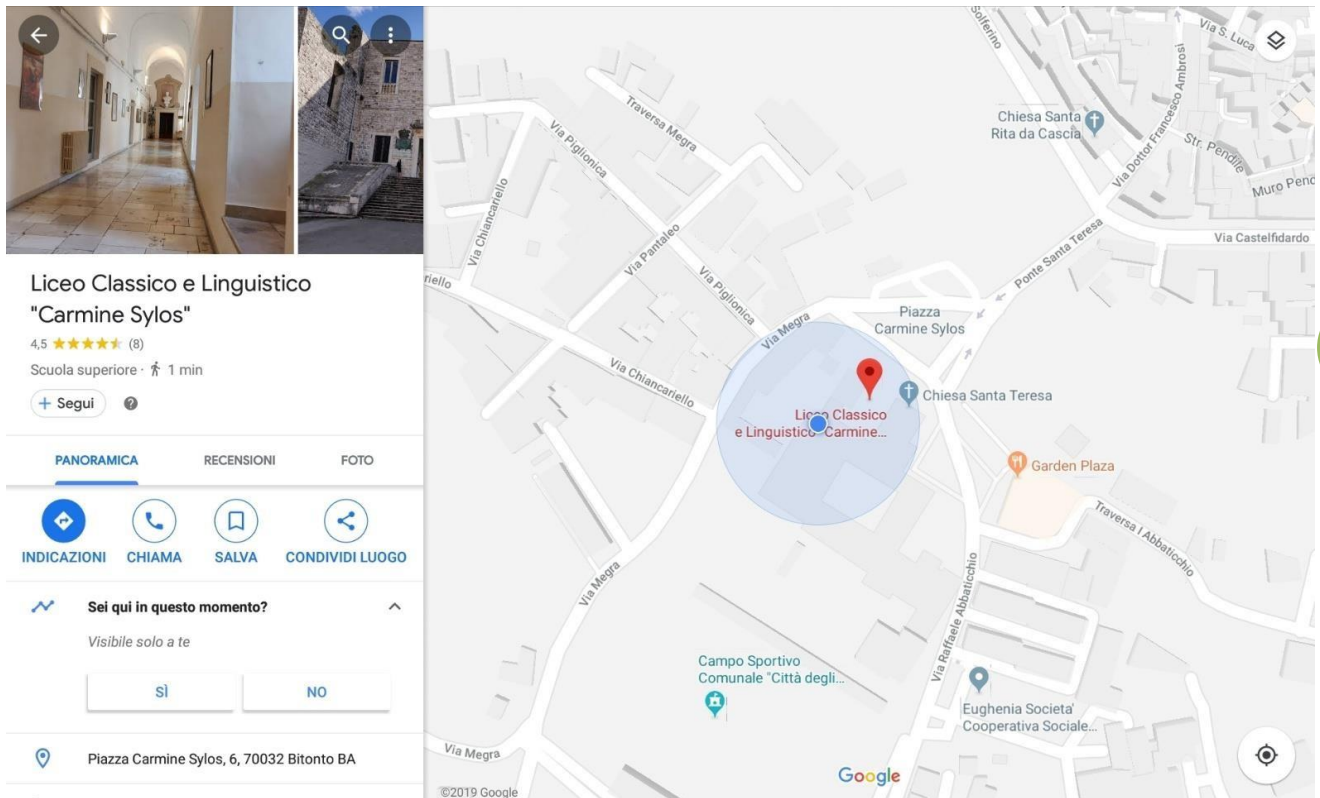 Liceo Classico e Linguistico
"Carmine Sylos"
4,5 (8)
Scuola superiore · 1 min
+ Segui
PANORAMICA
RECENSIONI
FOTO
INDICAZIONI
CHIAMA
SALVA
CONDIVIDI LUOGO
Sei qui in questo momento?
Visibile solo a te
SÌ
NO
Piazza Carmine Sylos, 6, 70032 Bitonto BA
Solferino
Via S. Luca
Traversa Megra
Via Piglionica
Chiesa Santa
Rita da Cascia
Via Dottor Francesco Ambrosi
Str. Pendile
Muro Pend
Via Chiancariello
Via Pantaleo
Via Castelfidardo
Ponte Santa Teresa
riello
Via Piglionica
Via Megra
Piazza
Carmine Sylos
Via Chiancariello
Chiesa Santa Teresa
Liceo Classico
e Linguistico "Carmine...
Garden Plaza
Traversa I Abbaticchio
Via Megra
Via Raffaele Abbaticchio
Campo Sportivo
Comunale "Città degli...
Eughenia Societa'
Cooperativa Sociale...
Via Megra
Google
©2019 Google